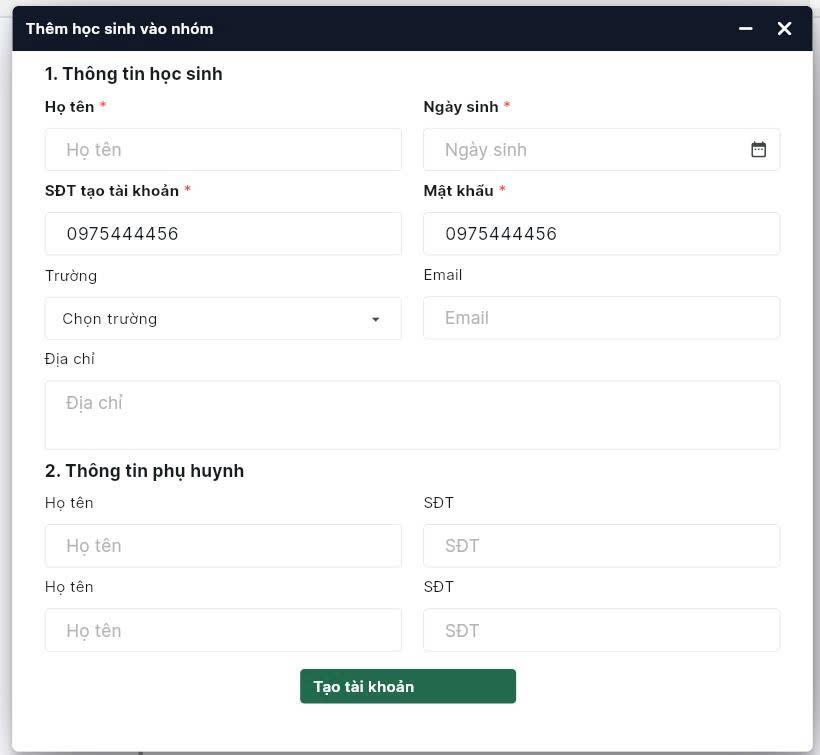 Thêm học sinh vào nhóm
1. Thông tin học sinh
Họ tên * Ngày sinh *
Họ tên Ngày sinh
SĐT tạo tài khoản * Mật khẩu *
0975444456 0975444456
Trường Email
Chọn trường Email
Địa chỉ
Địa chỉ
2. Thông tin phụ huynh
Họ tên SĐT
Họ tên SĐT
Họ tên SĐT
Họ tên SĐT
Tạo tài khoản